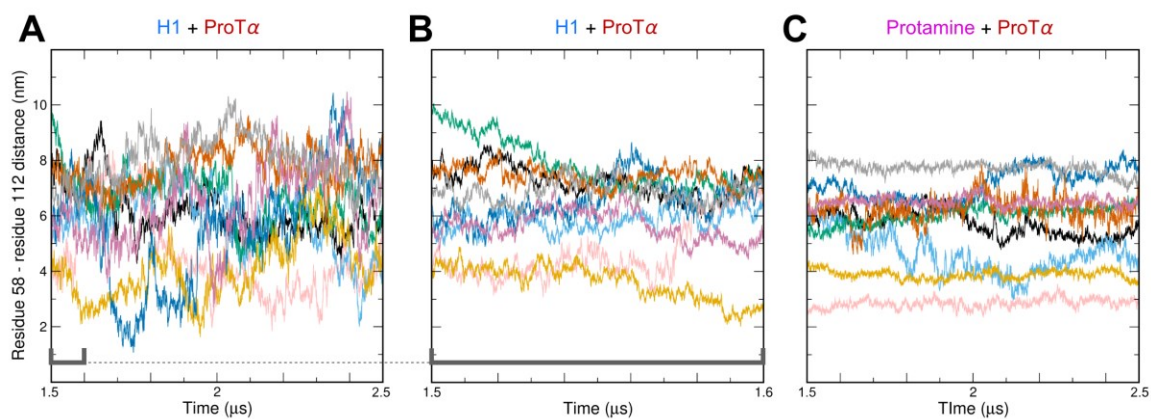 A
H1 + ProTα
B
H1 + ProTα
C
Protamine + ProTα
Residue 58 - residue 112 distance (nm)
10
8
6
4
2
1.5 2 2.5
Time (μs)
1.5 1.6
Time (μs)
1.5 2 2.5
TIme (μs)